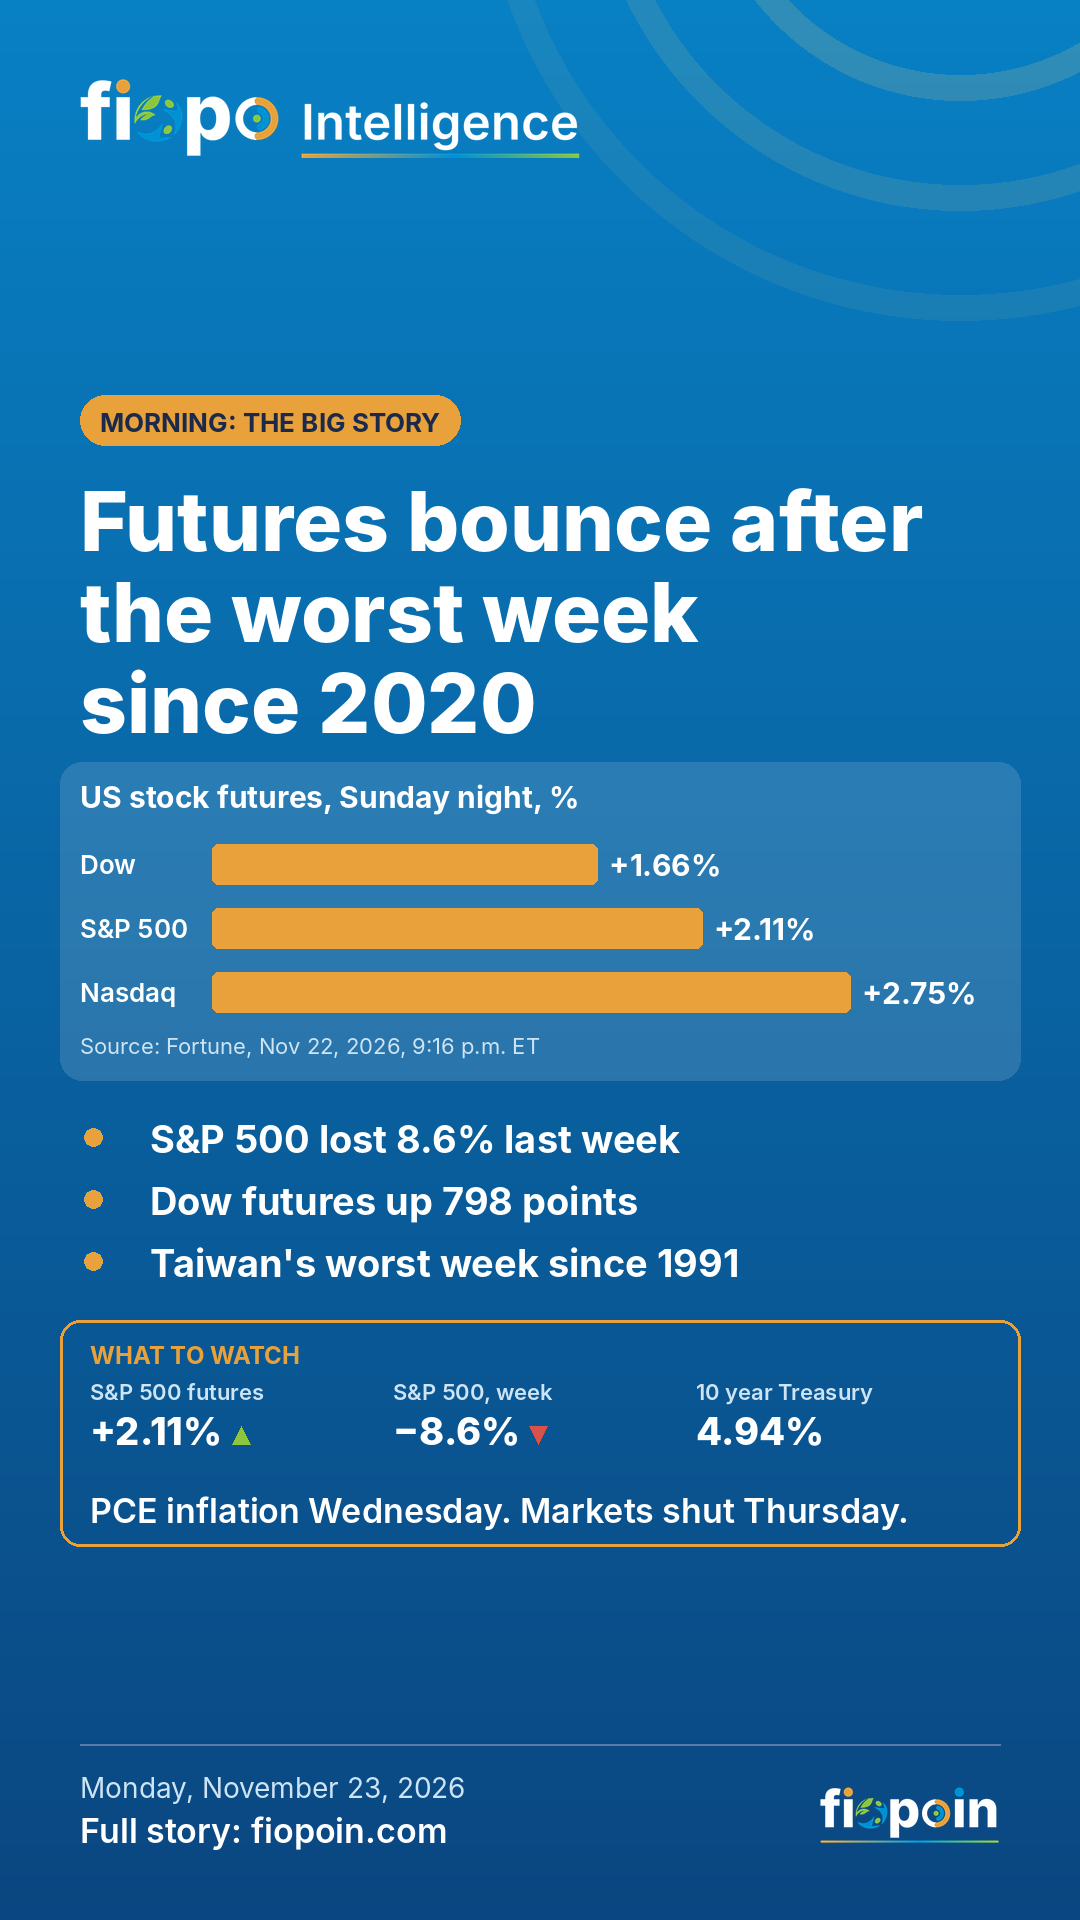 fiopo Intelligence
MORNING: THE BIG STORY
Futures bounce after
the worst week
since 2020
US stock futures, Sunday night, %
Dow +1.66%
S&P 500 +2.11%
Nasdaq +2.75%
Source: Fortune, Nov 22, 2026, 9:16 p.m. ET
S&P 500 lost 8.6% last week
Dow futures up 798 points
Taiwan's worst week since 1991
WHAT TO WATCH
S&P 500 futures S&P 500, week 10 year Treasury
+2.11% ▲ −8.6% ▼ 4.94%
PCE inflation Wednesday. Markets shut Thursday.
Monday, November 23, 2026
Full story: fiopoin.com
fiopoin